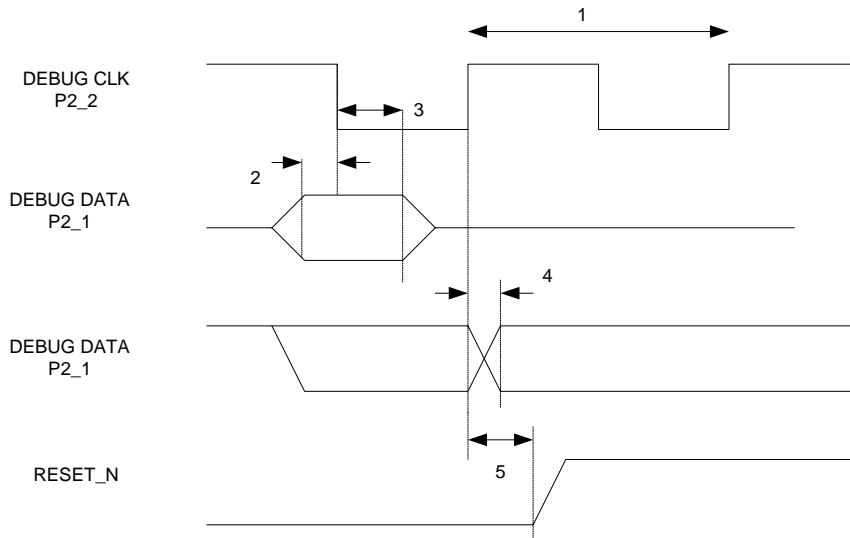 1
DEBUG CLK
P2_2
3
2
DEBUG DATA
P2_1
4
DEBUG DATA
P2_1
5
RESET_N